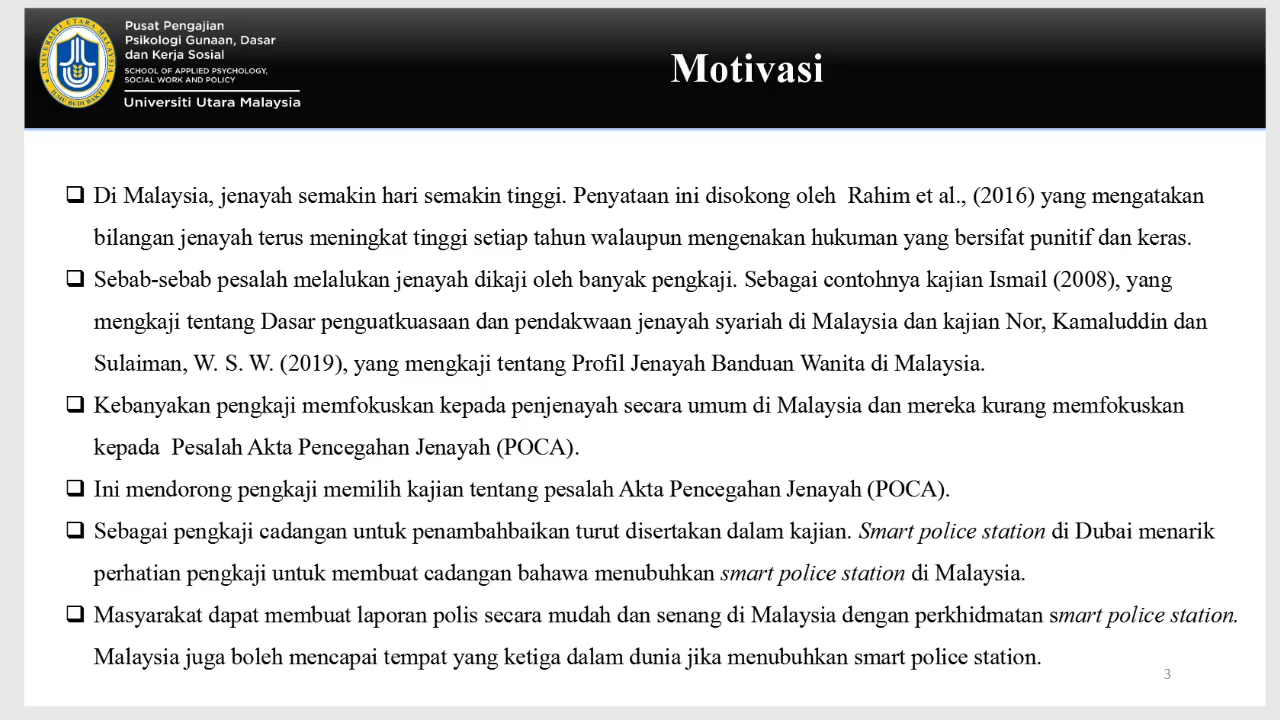 Pusat Pengajian
Psikologi Gunaan, Dasar
dan Kerja Sosial
SCHOOL OF APPLIED PSYCHOLOGY,
SOCIAL WORK AND POLICY
Universiti Utara Malaysia
UNIVERSITI UTARA MALAYSIA
ILMU BUDI BAKTI
Motivasi
Di Malaysia, jenayah semakin hari semakin tinggi. Penyataan ini disokong oleh Rahim et al., (2016) yang mengatakan
bilangan jenayah terus meningkat tinggi setiap tahun walaupun mengenakan hukuman yang bersifat punitif dan keras.
Sebab-sebab pesalah melalukan jenayah dikaji oleh banyak pengkaji. Sebagai contohnya kajian Ismail (2008), yang
mengkaji tentang Dasar penguatkuasaan dan pendakwaan jenayah syariah di Malaysia dan kajian Nor, Kamaluddin dan
Sulaiman, W. S. W. (2019), yang mengkaji tentang Profil Jenayah Banduan Wanita di Malaysia.
Kebanyakan pengkaji memfokuskan kepada penjenayah secara umum di Malaysia dan mereka kurang memfokuskan
kepada Pesalah Akta Pencegahan Jenayah (POCA).
Ini mendorong pengkaji memilih kajian tentang pesalah Akta Pencegahan Jenayah (POCA).
Sebagai pengkaji cadangan untuk penambahbaikan turut disertakan dalam kajian. Smart police station di Dubai menarik
perhatian pengkaji untuk membuat cadangan bahawa menubuhkan smart police station di Malaysia.
Masyarakat dapat membuat laporan polis secara mudah dan senang di Malaysia dengan perkhidmatan smart police station.
Malaysia juga boleh mencapai tempat yang ketiga dalam dunia jika menubuhkan smart police station.
3